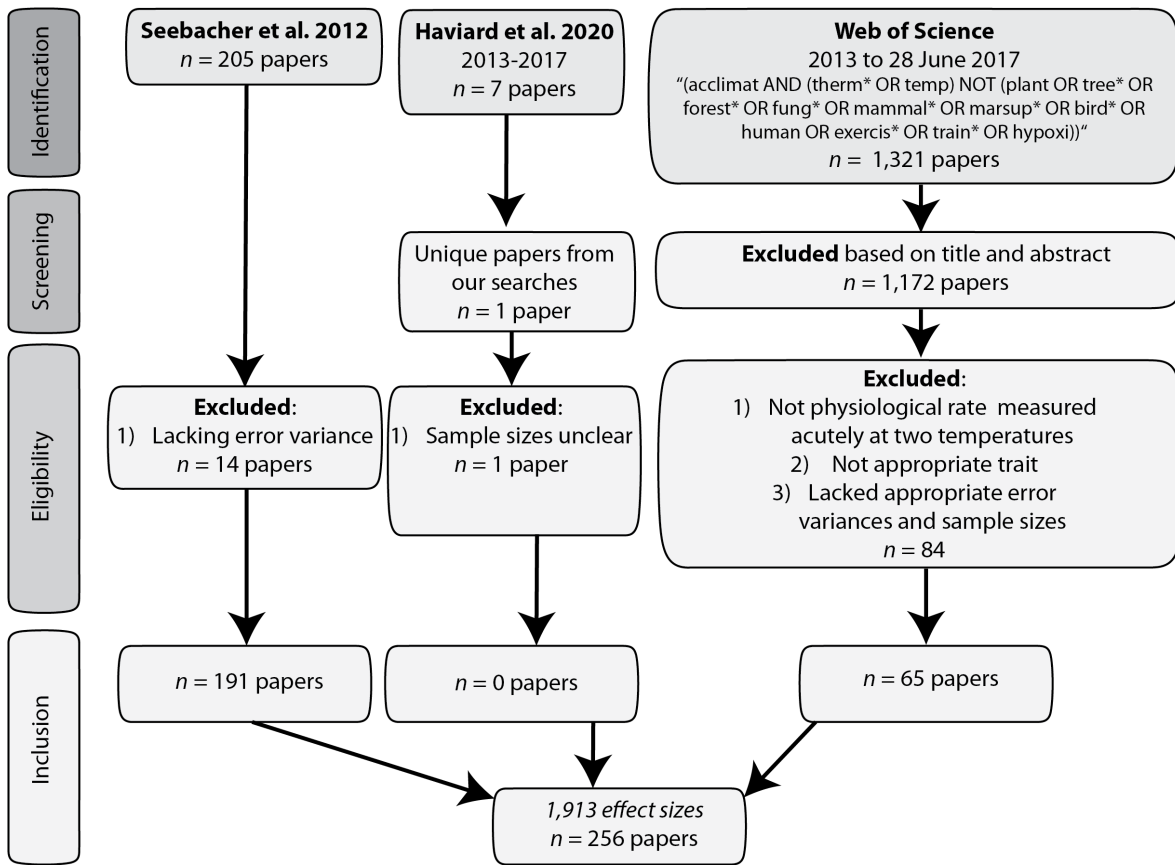 Identification
Seebacher et al. 2012
n = 205 papers
Haviard et al. 2020
2013-2017
n = 7 papers
Web of Science
2013 to 28 June 2017
“(acclimat AND (therm* OR temp) NOT (plant OR tree* OR
forest* OR fung* OR mammal* OR marsup* OR bird* OR
human OR exercis* OR train* OR hypoxi))“
n = 1,321 papers
Screening
Unique papers from
our searches
n = 1 paper
Excluded based on title and abstract
n = 1,172 papers
Eligibility
Excluded:
1) Lacking error variance
n = 14 papers
Excluded:
1) Sample sizes unclear
n = 1 paper
Excluded:
1) Not physiological rate measured
acutely at two temperatures
2) Not appropriate trait
3) Lacked appropriate error
variances and sample sizes
n = 84
Inclusion
n = 191 papers
n = 0 papers
n = 65 papers
1,913 effect sizes
n = 256 papers